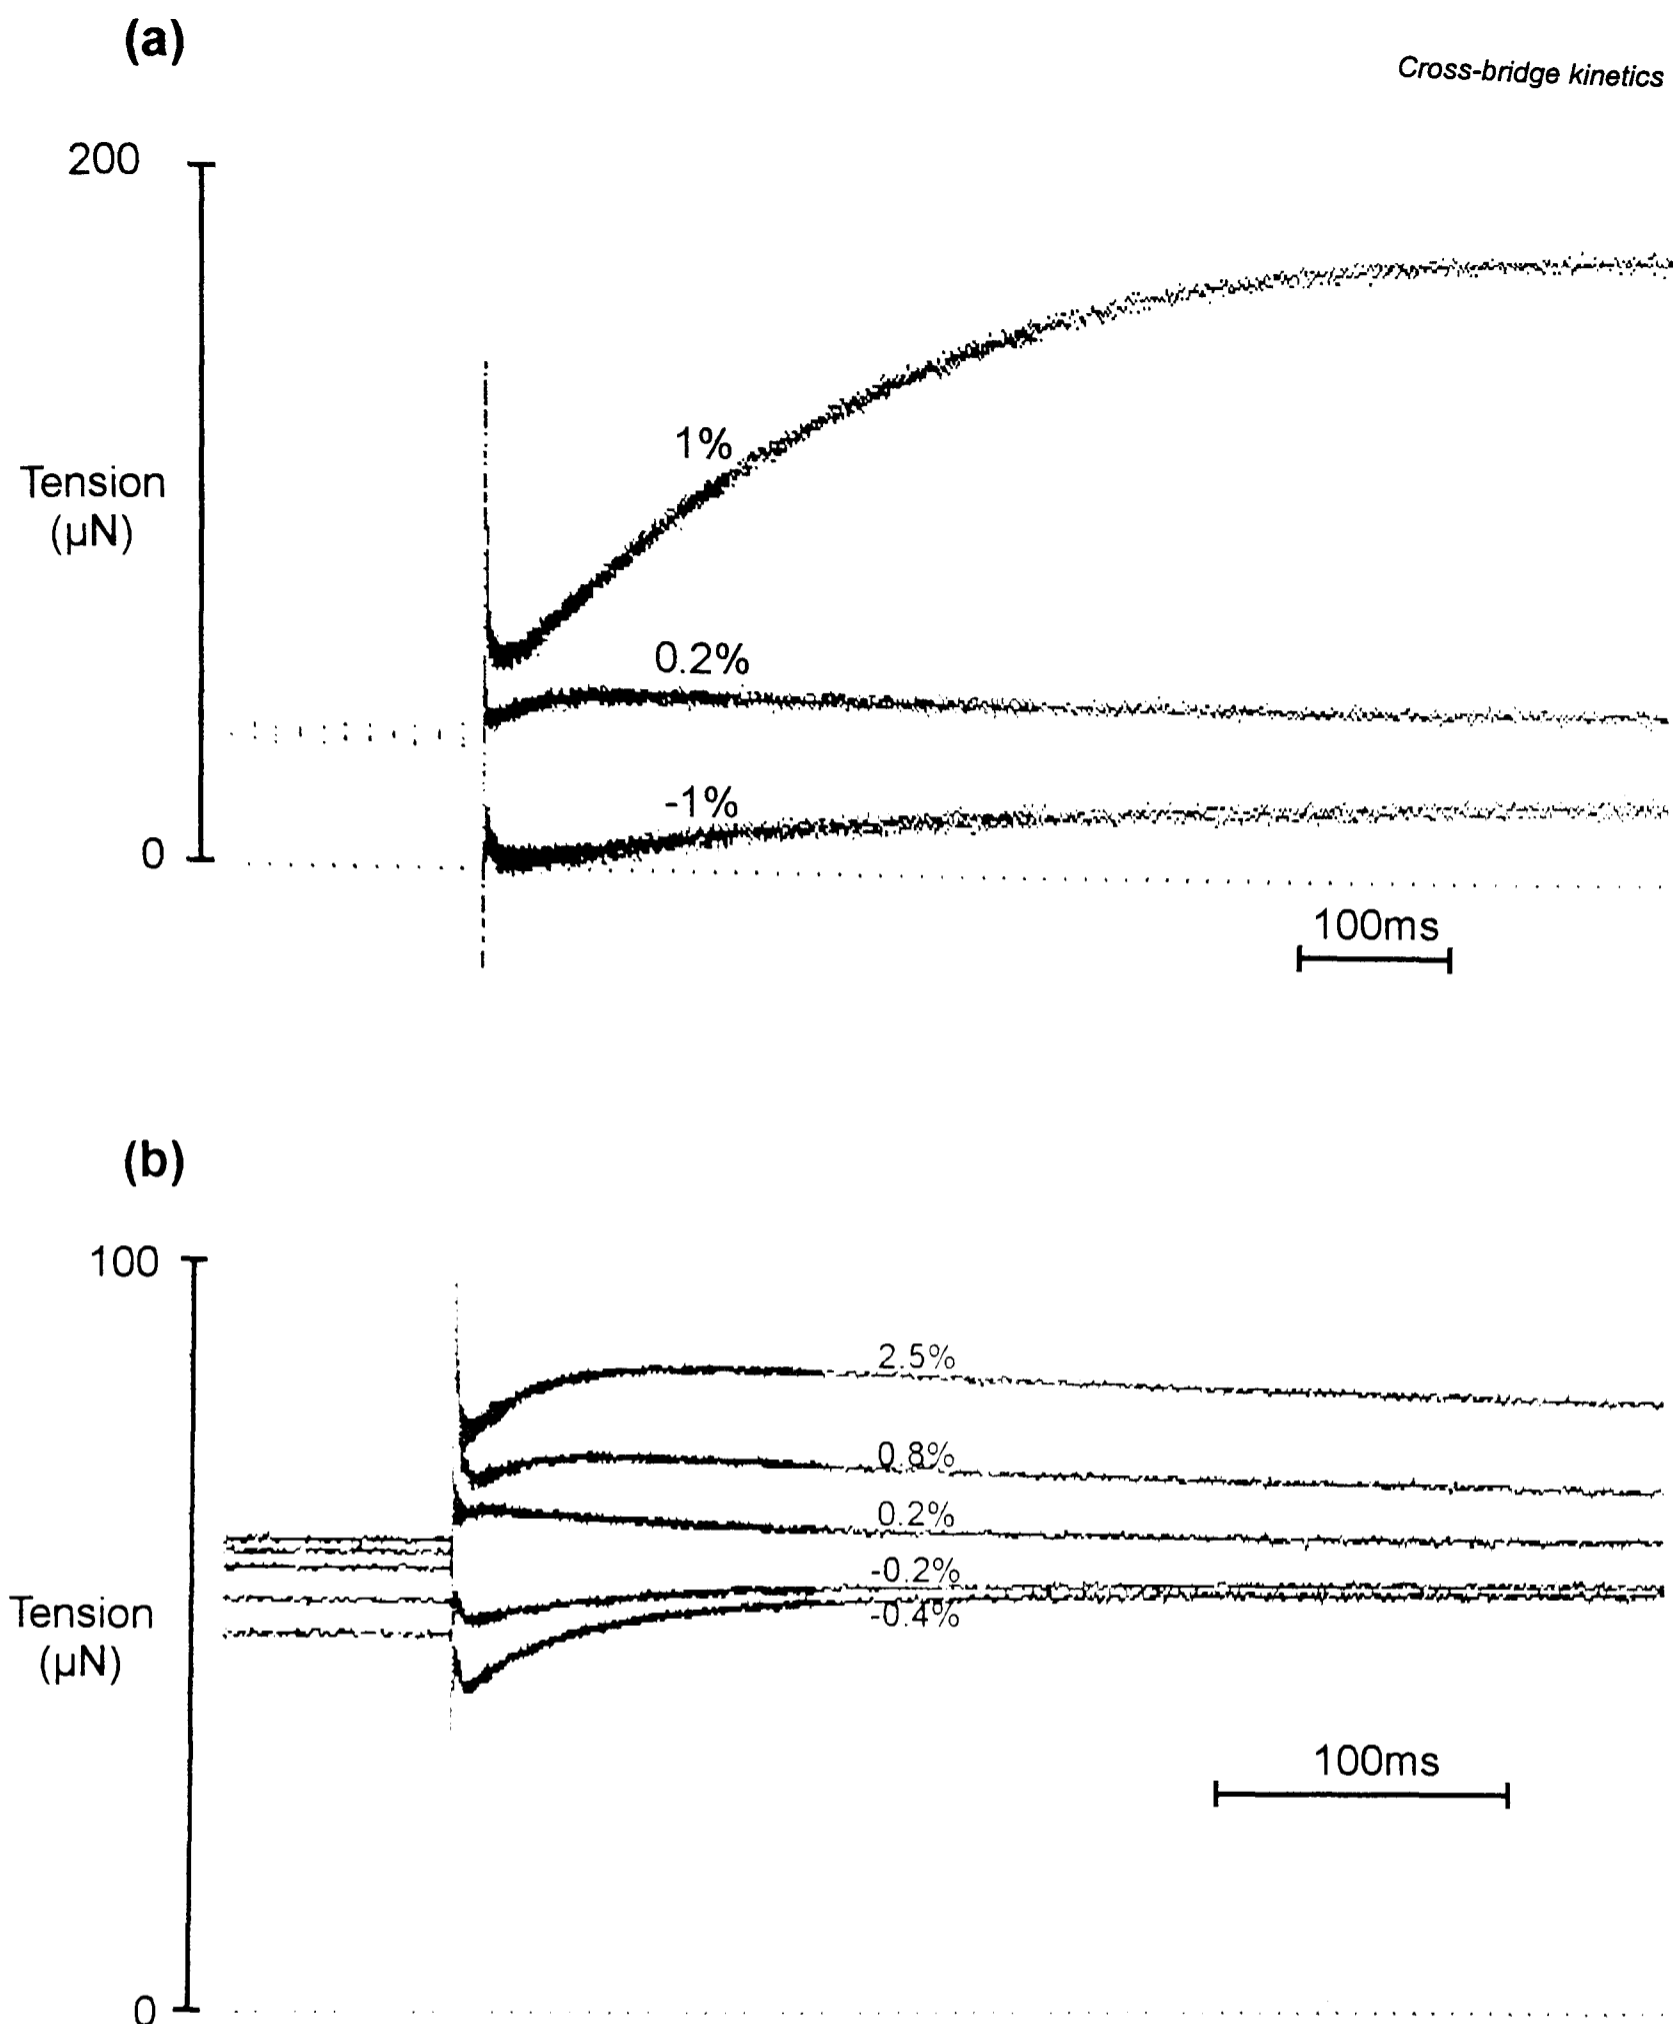 (a)
Cross-bridge kinetics
200
Tension
(µN)
1%
0.2%
-1%
0
100ms
(b)
100
2.5%
0.8%
0.2%
-0.2%
-0.4%
Tension
(µN)
100ms
0